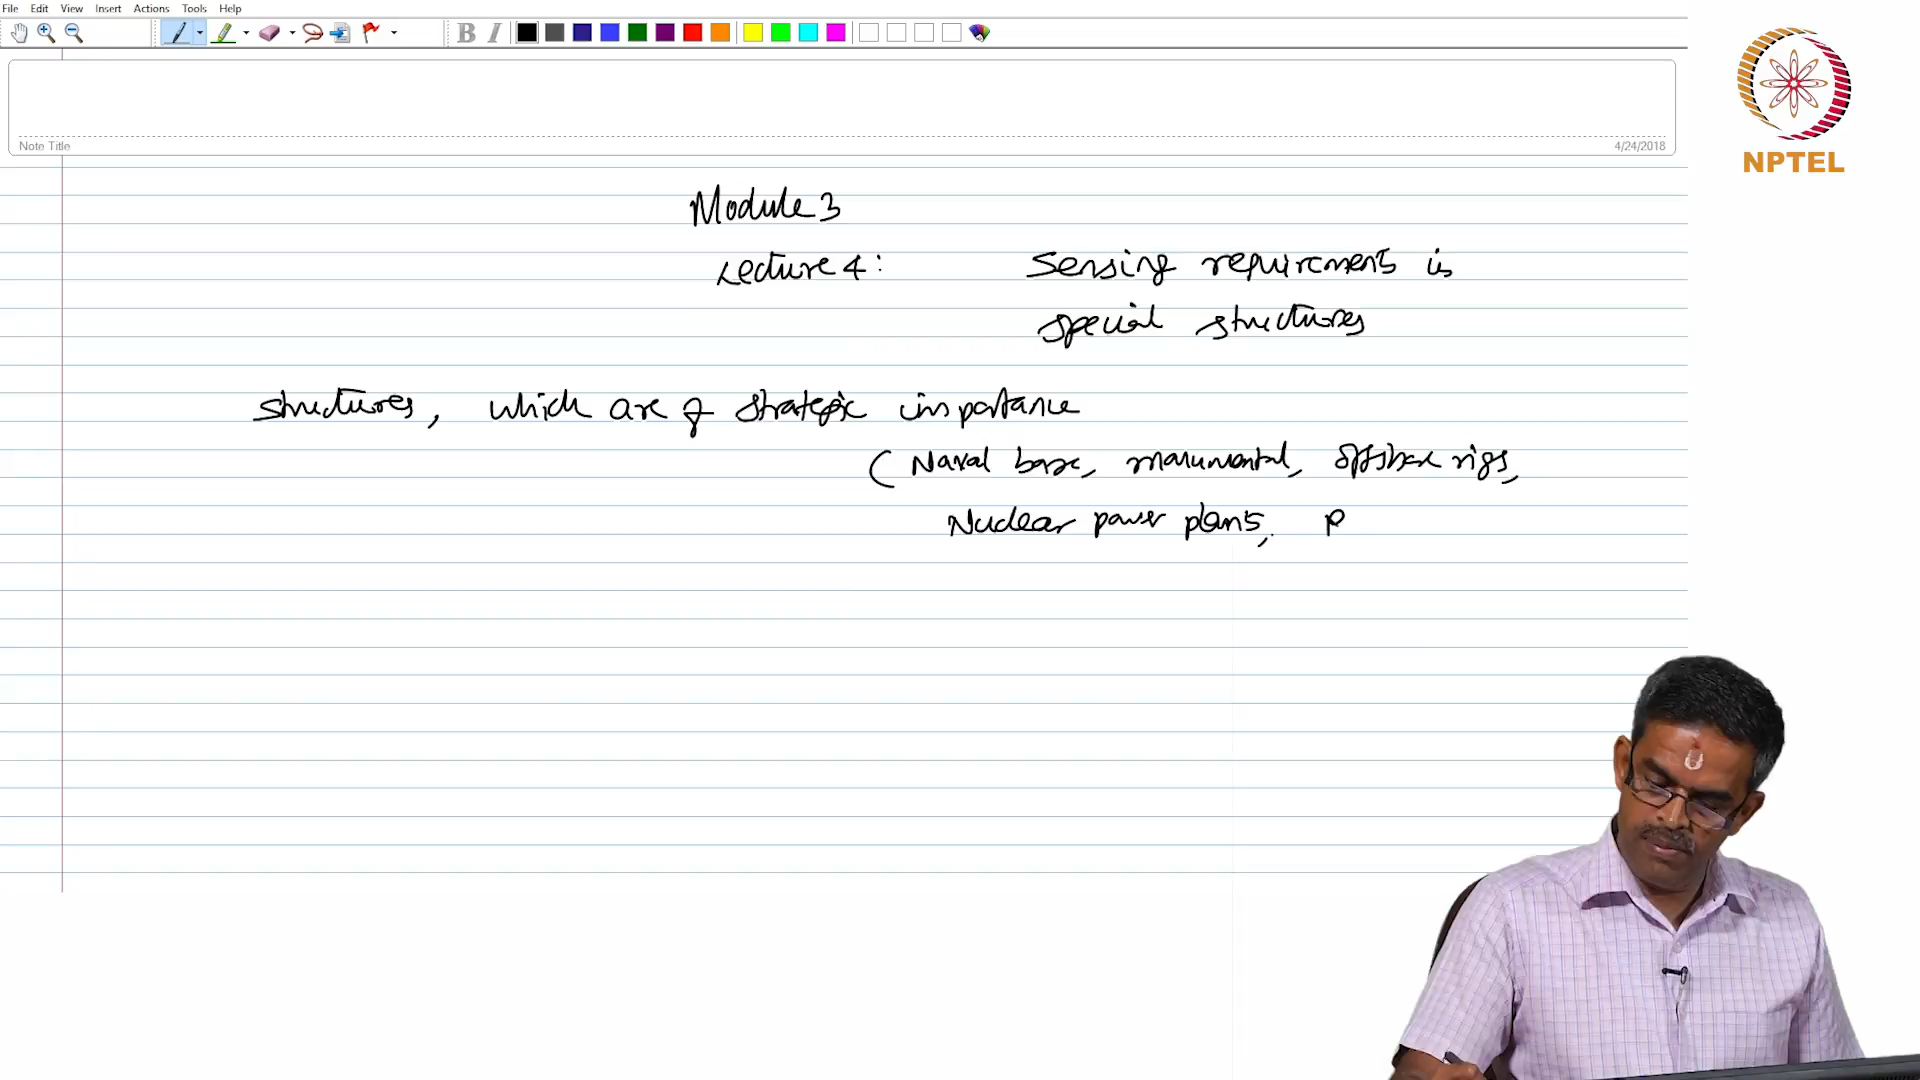 File Edit View Insert Actions Tools Help
B I
NPTEL
Note Title 4/24/2018
Module 3
Lecture 4: Sensing requirements in
special structures
structures, which are of strategic importance
(Naval base, monumental, offshore rigs,
Nuclear power plants, P